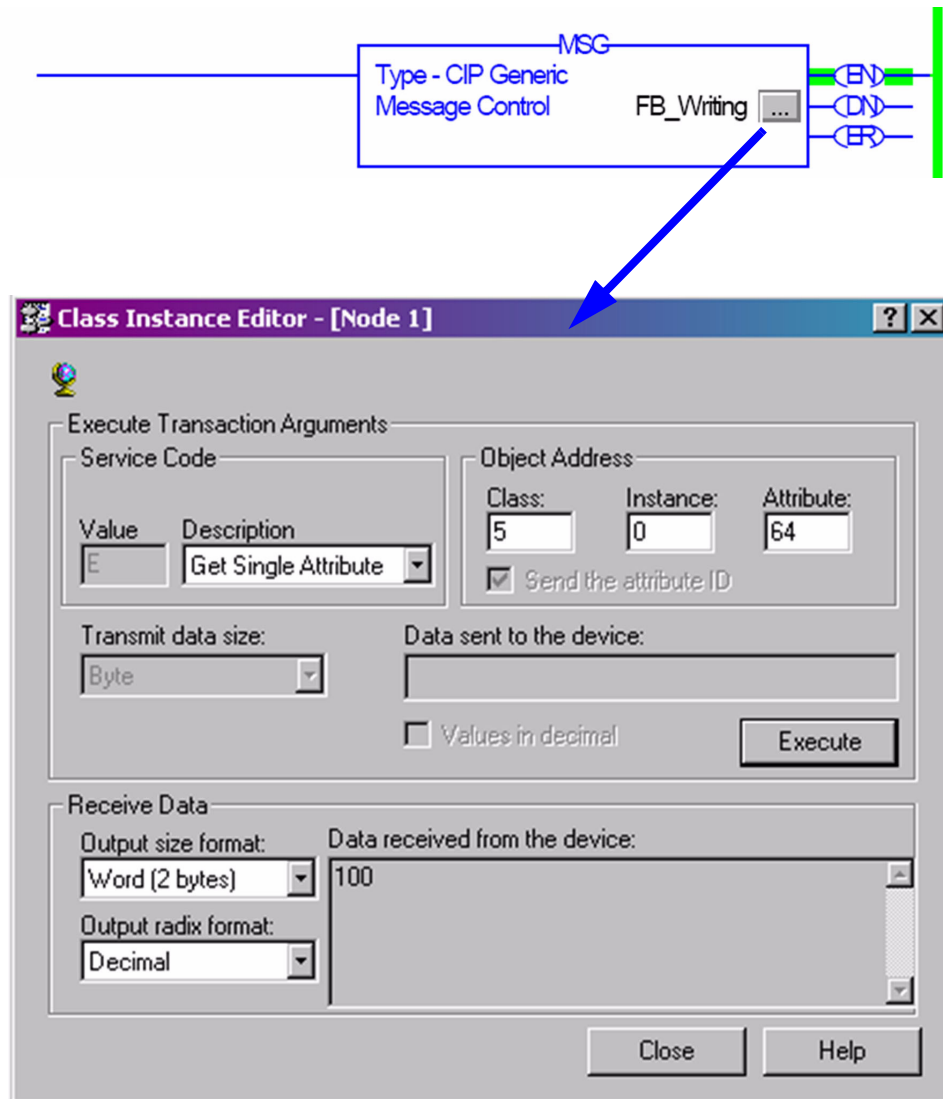 MSG
Type - CIP Generic
Message Control FB_Writing ...
EN
DN
ER
Class Instance Editor - [Node 1]
Execute Transaction Arguments
Service Code
Object Address
Class: Instance: Attribute:
Value Description
5 0 64
E Get Single Attribute
Send the attribute ID
Transmit data size: Data sent to the device:
Byte
Values in decimal
Execute
Receive Data
Output size format: Data received from the device:
Word (2 bytes) 100
Output radix format:
Decimal
Close Help